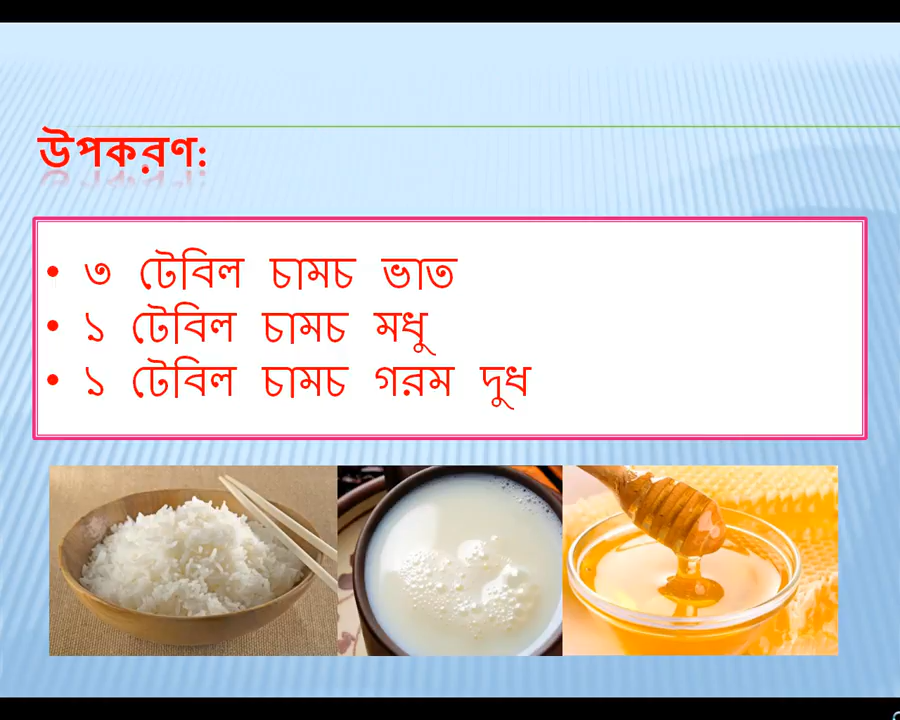 উপকরণ:
• ৩ টেবিল চামচ ভাত
• ১ টেবিল চামচ মধু
• ১ টেবিল চামচ গরম দুধ